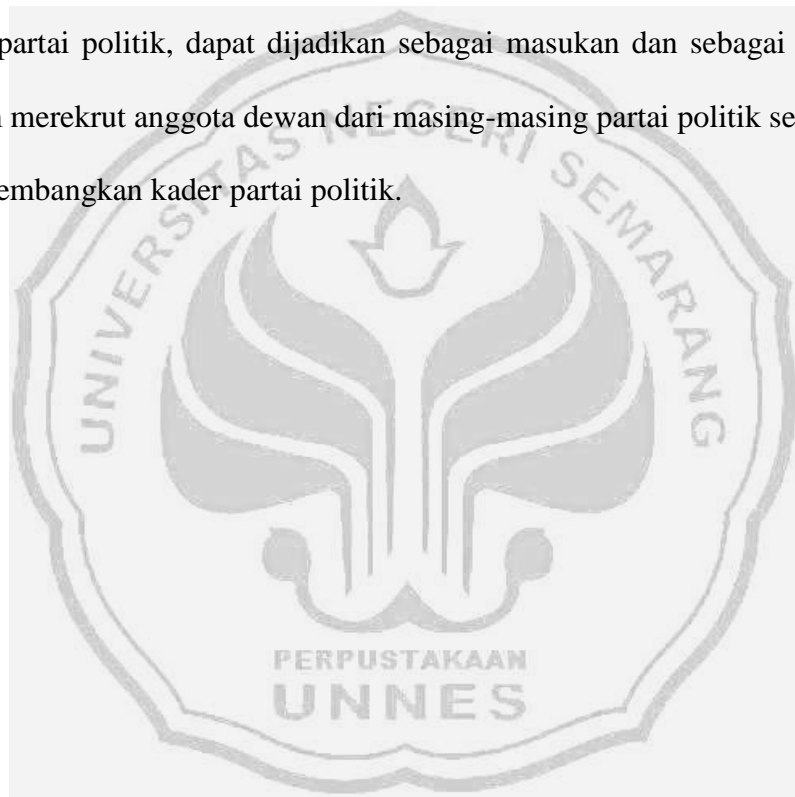 partai politik, dapat dijadikan sebagai masukan dan sebagai
merekrut anggota dewan dari masing-masing partai politik
embangkan kader partai politik.
UNIVERSITAS NEGERI SEMARANG
PERPUSTAKAAN
UNNES